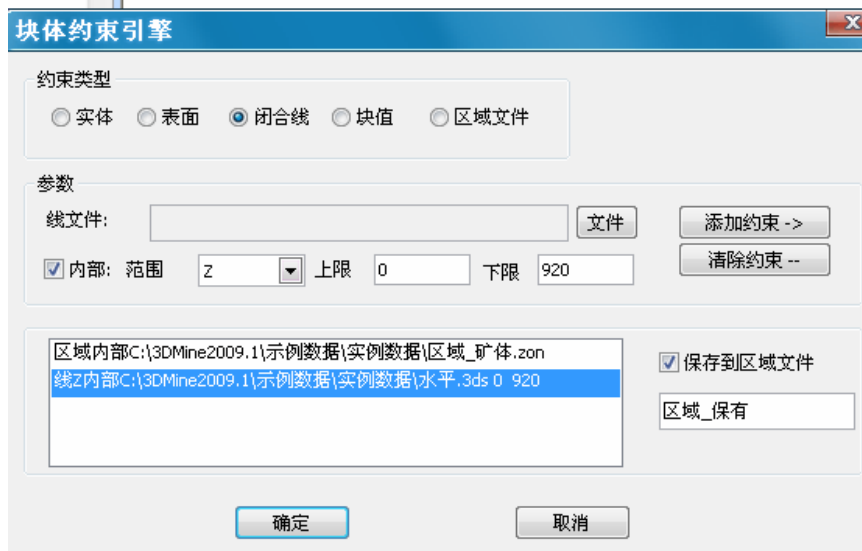 块体约束引擎
约束类型
实体 表面 闭合线 块值 区域文件
参数
线文件: 文件 添加约束 ->
内部: 范围 Z 上限 0 下限 920 清除约束 --
区域内部C:\3DMine2009.1\示例数据\实例数据\区域_矿体.zon
线Z内部C:\3DMine2009.1\示例数据\实例数据\水平.3ds 0 920
保存到区域文件
区域_保有
确定 取消